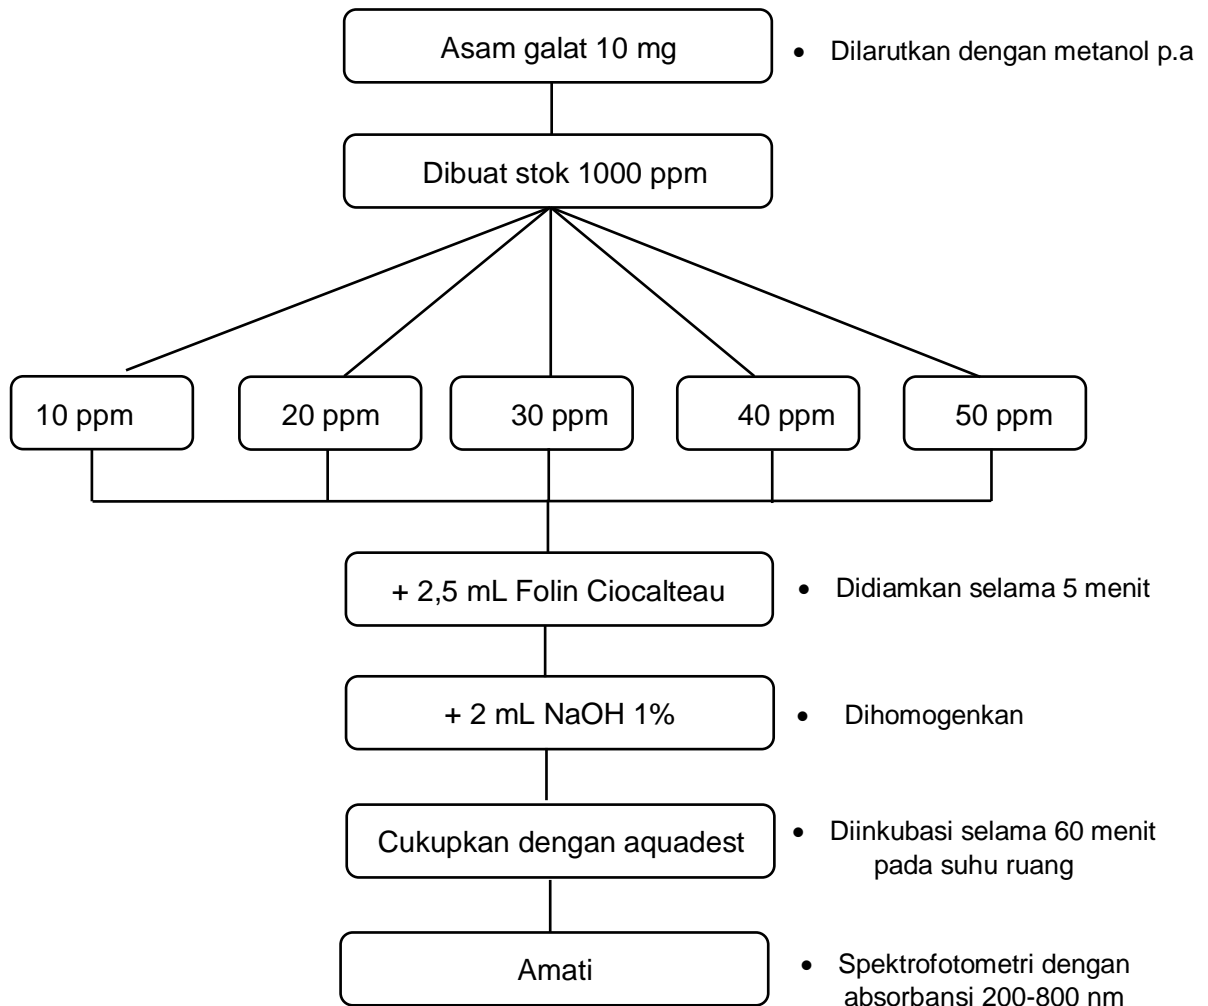 Asam galat 10 mg
• Dilarutkan dengan metanol p.a
Dibuat stok 1000 ppm
10 ppm
20 ppm
30 ppm
40 ppm
50 ppm
+ 2,5 mL Folin Ciocalteau
• Didiamkan selama 5 menit
+ 2 mL NaOH 1%
• Dihomogenkan
Cukupkan dengan aquadest
• Diinkubasi selama 60 menit
pada suhu ruang
Amati
• Spektrofotometri dengan
absorbansi 200-800 nm